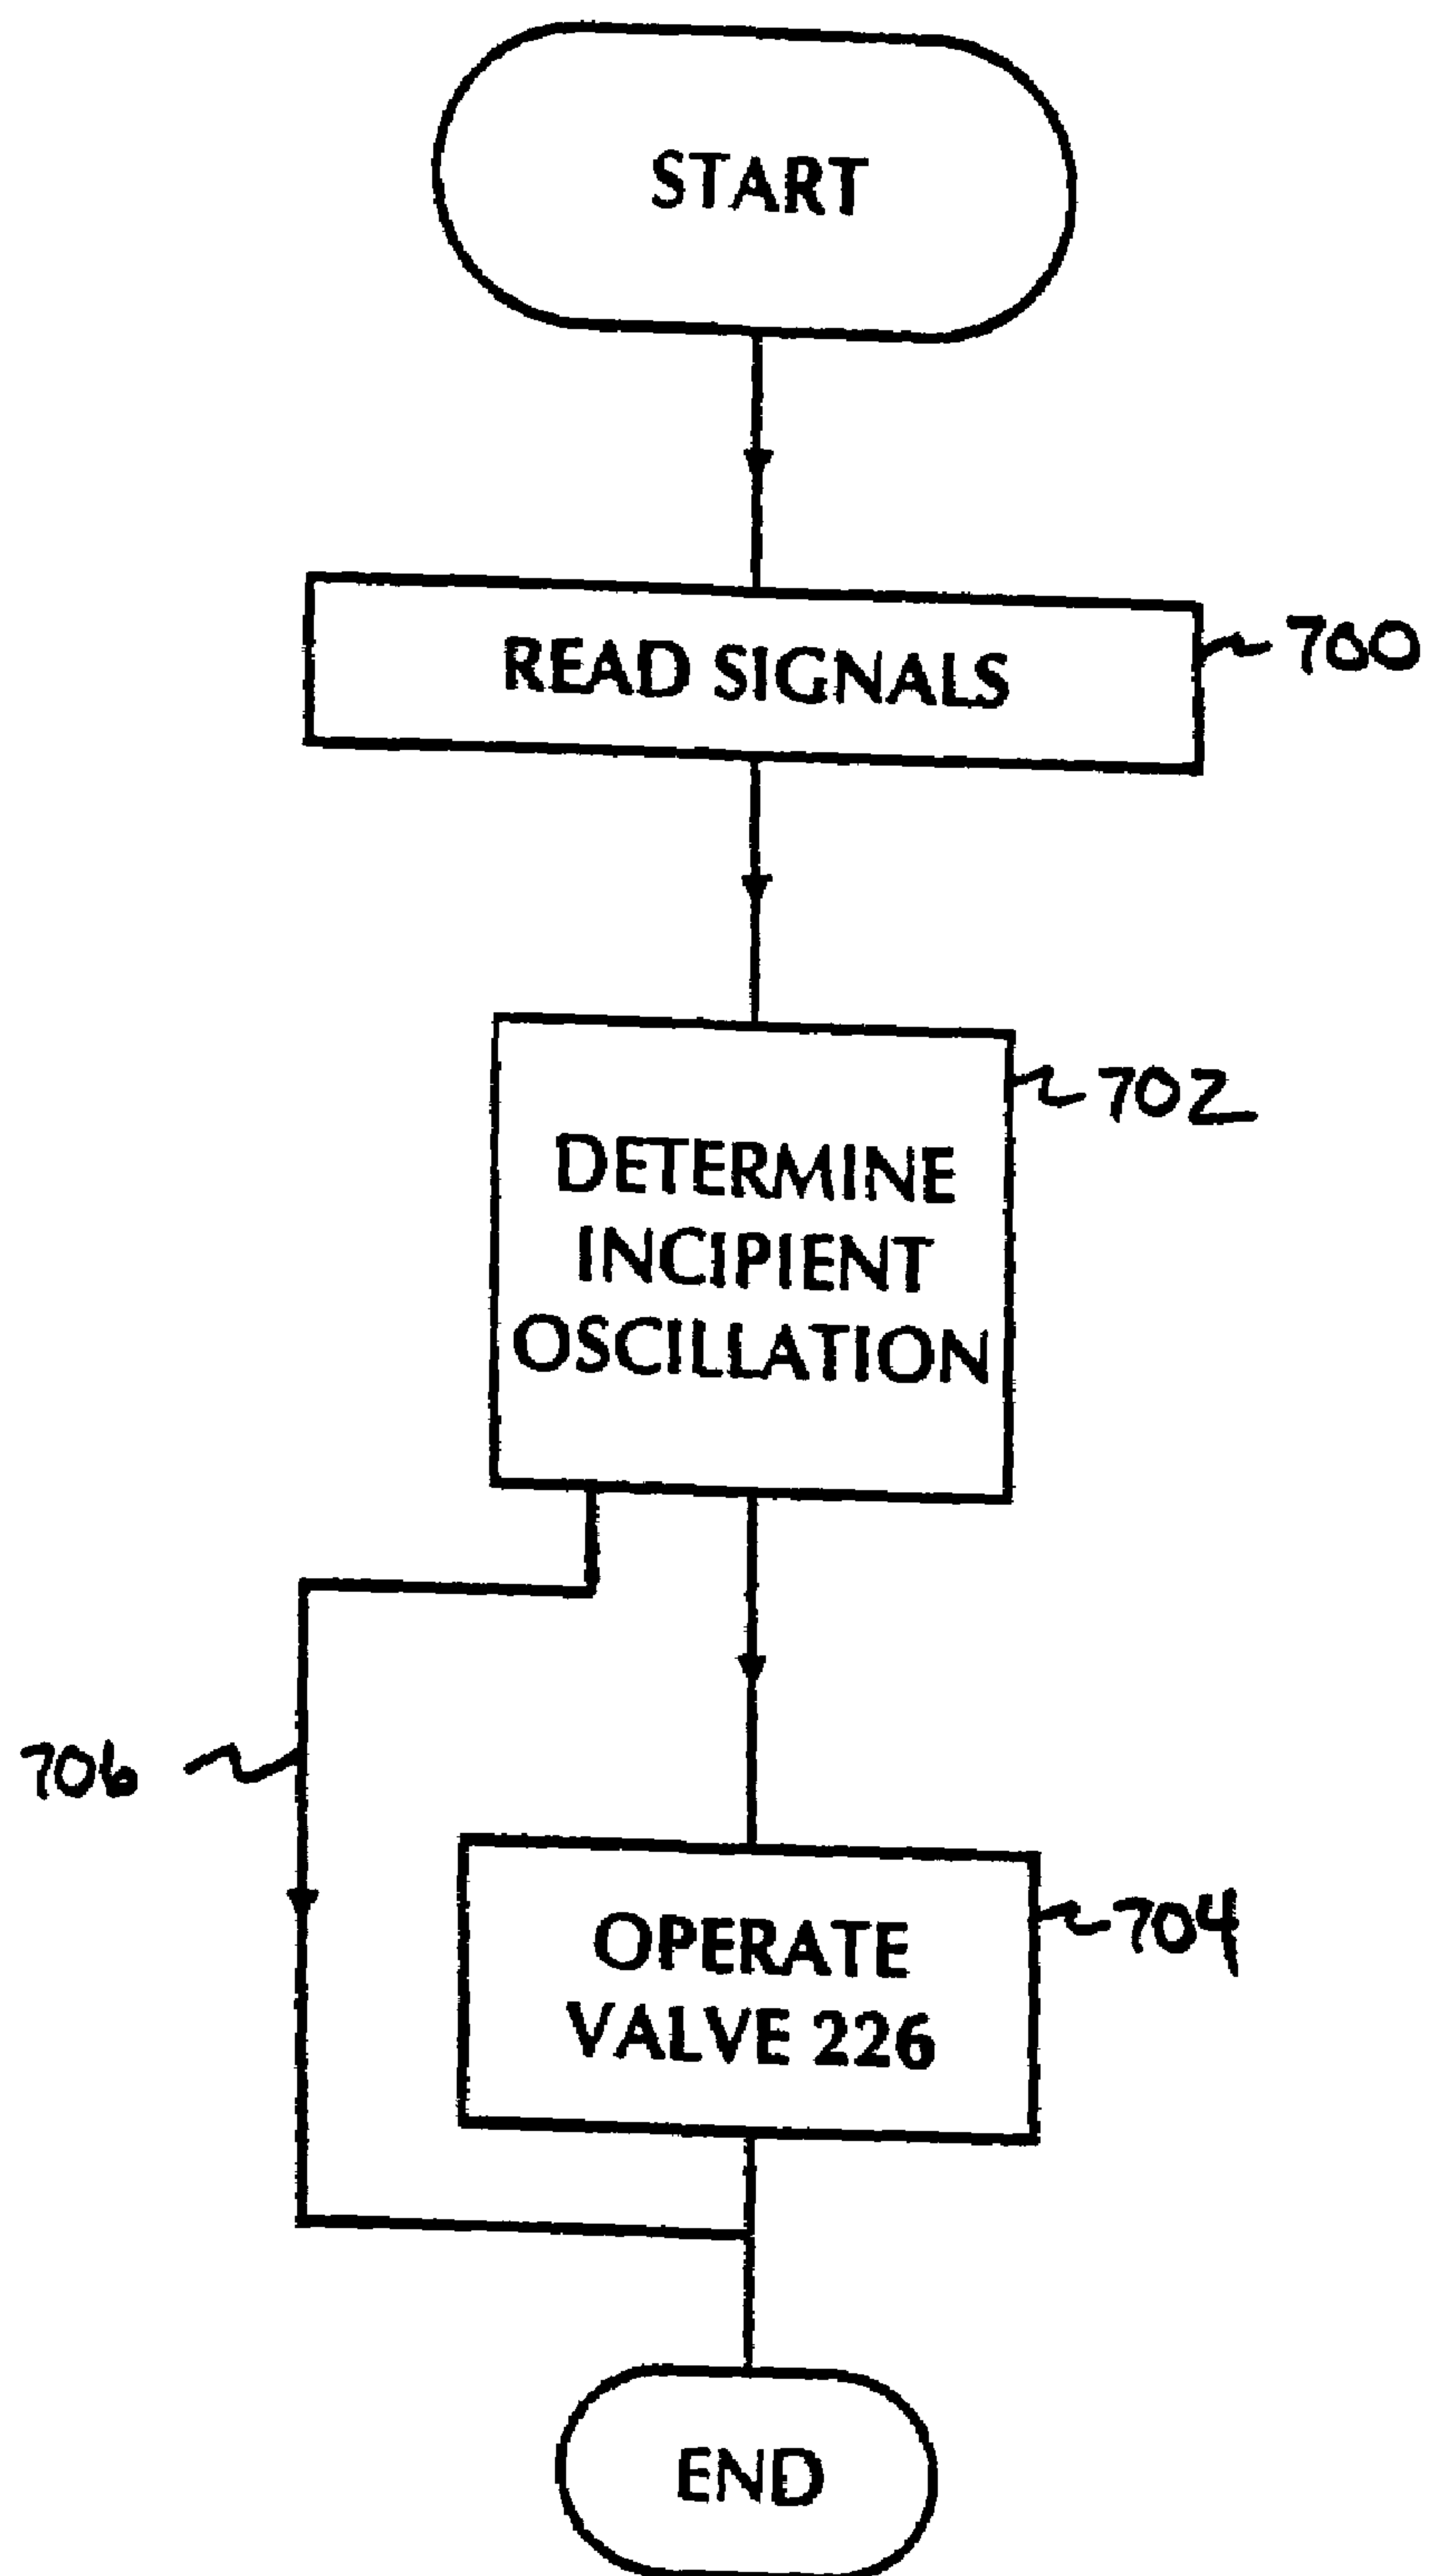 START
READ SIGNALS
700
702
DETERMINE
INCIPIENT
OSCILLATION
706
OPERATE
VALVE 226
704
END